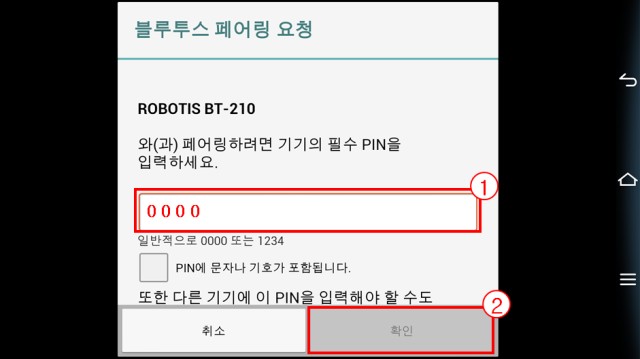 블루투스 페어링 요청
ROBOTIS BT-210
와(과) 페어링하려면 기기의 필수 PIN을
입력하세요.
1
0 0 0 0
일반적으로 0000 또는 1234
PIN에 문자나 기호가 포함됩니다.
또한 다른 기기에 이 PIN을 입력해야 할 수도
2
취소 확인